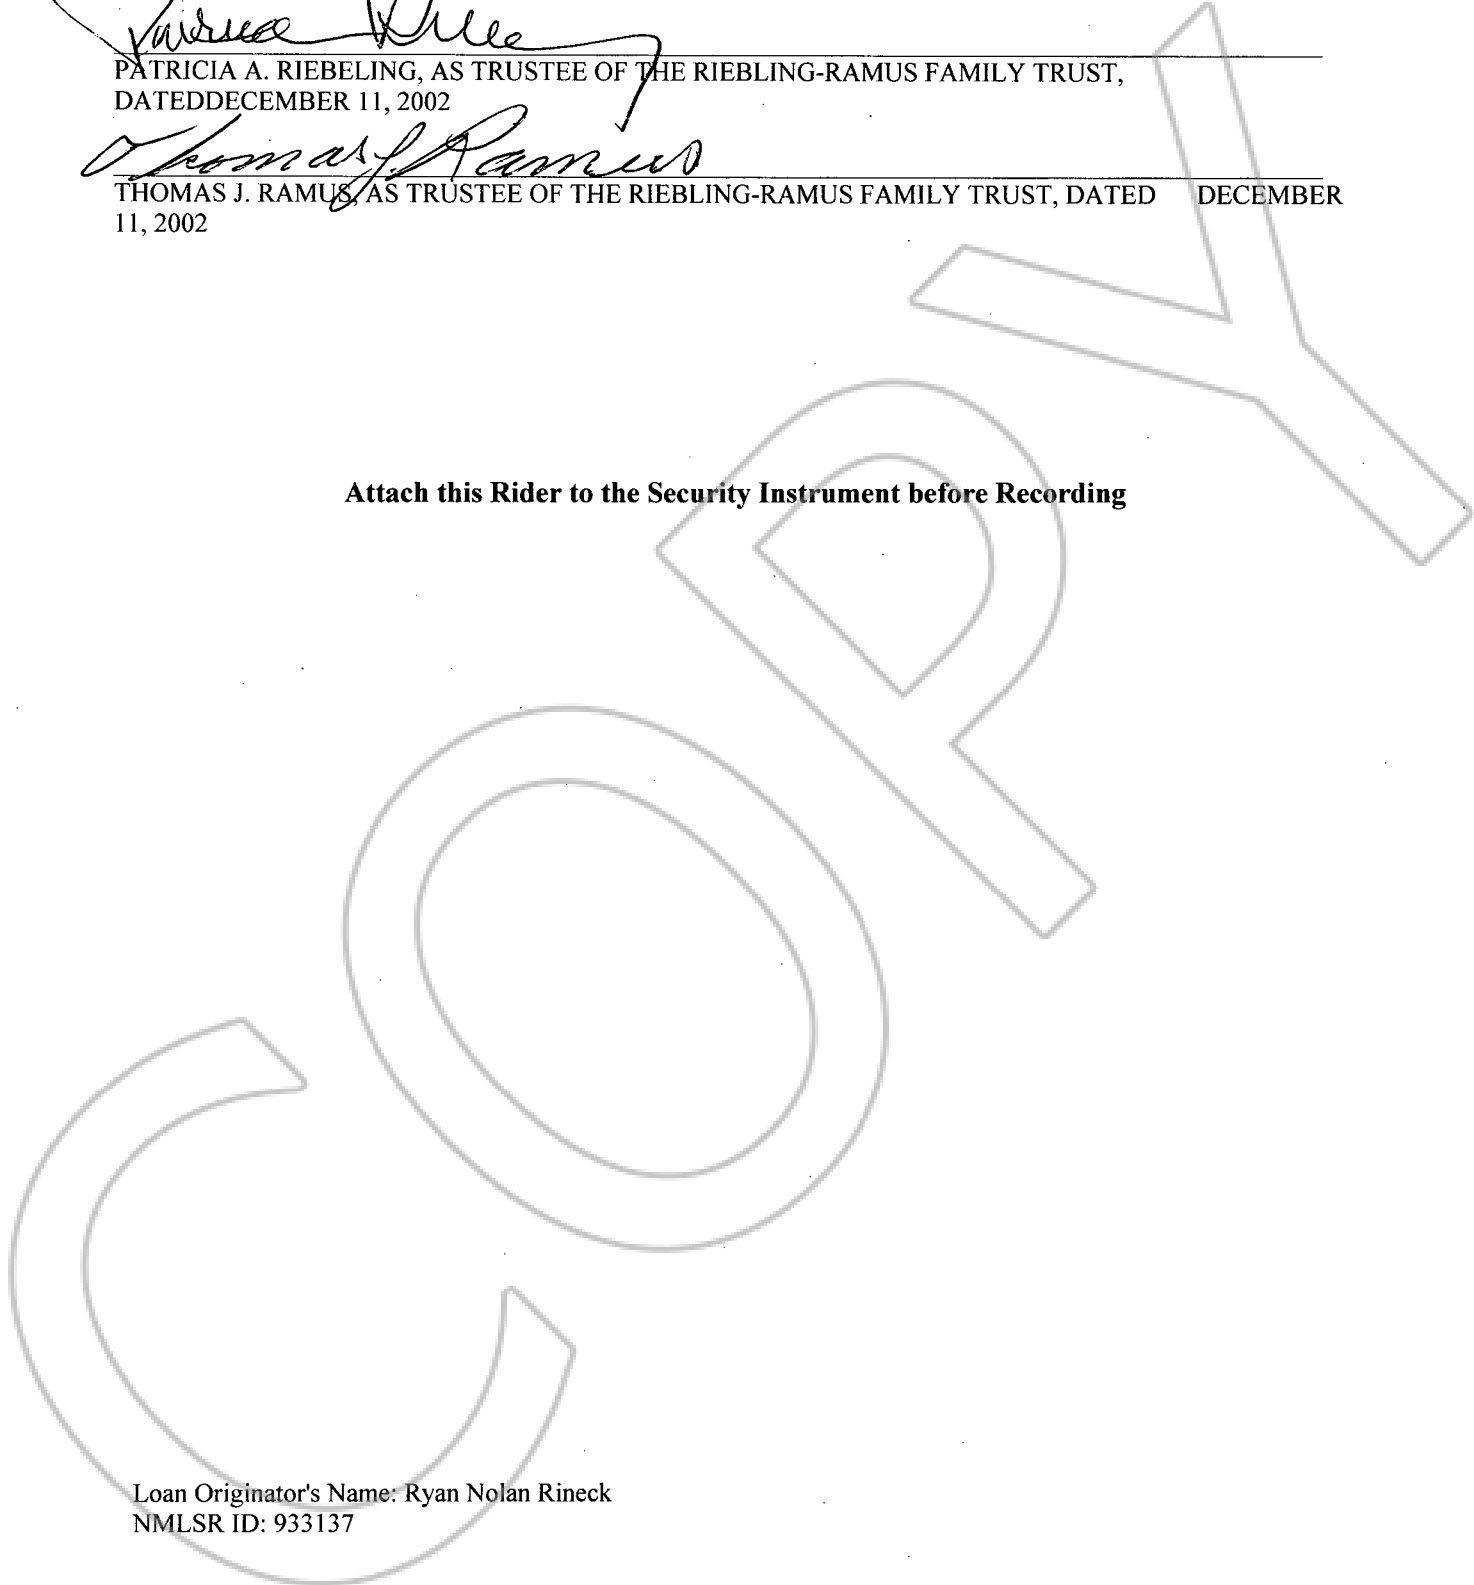 PATRICIA A. RIEBELING, AS TRUSTEE OF THE RIEBLING-RAMUS FAMILY TRUST,
DATEDDECEMBER 11, 2002
Thomas J. Ramus
THOMAS J. RAMUS, AS TRUSTEE OF THE RIEBLING-RAMUS FAMILY TRUST, DATED DECEMBER
11, 2002
Attach this Rider to the Security Instrument before Recording
COPY
Loan Originator's Name: Ryan Nolan Rineck
NMLSR ID: 933137